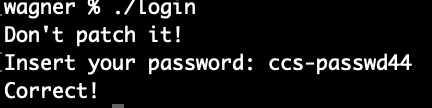 wagner % ./login
Don't patch it!
Insert your password: ccs-passwd44
Correct!